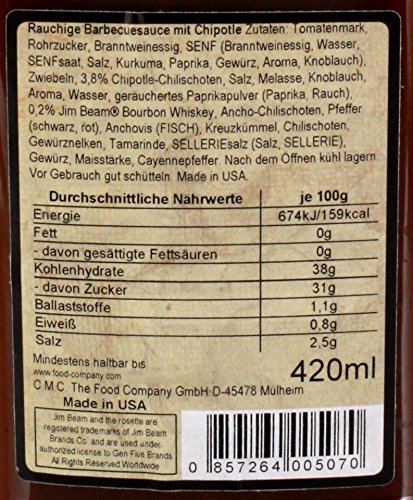 Rauchige Barbecuesauce mit Chipotle Zutaten: Tomatenmark,
Rohrzucker, Branntweinessig, SENF (Branntweinessig, Wasser,
SENFsaat, Salz, Kurkuma, Paprika, Gewürz, Aroma, Knoblauch),
Zwiebeln, 3,8% Chipotle-Chilischoten, Salz, Melasse, Knoblauch,
Aroma, Wasser, geräuchertes Paprikapulver (Paprika, Rauch),
0,2% Jim Beam® Bourbon Whiskey, Ancho-Chilischoten, Pfeffer
(schwarz, rot), Anchovis (FISCH), Kreuzkümmel, Chilischoten,
Gewürznelken, Tamarinde, SELLERIEsalz (Salz, SELLERIE),
Gewürz, Maisstärke, Cayennepfeffer. Nach dem Öffnen kühl lagern.
Vor Gebrauch gut schütteln. Made in USA.
Durchschnittliche Nährwerte je 100g
Energie 674kJ/159kcal
Fett 0g
- davon gesättigte Fettsäuren 0g
Kohlenhydrate 38g
- davon Zucker 31g
Ballaststoffe 1,1g
Eiweiß 0,8g
Salz 2,5g
Mindestens haltbar bis
www.food-company.com 420ml
C.M.C. The Food Company GmbH D-45478 Mülheim
Made in USA
Jim Beam and the rosette are
registered trademarks of Jim Beam
Brands Co. and are used under
authorized license to Gen Five Brands
All Rights Reserved Worldwide
0 857264 005070